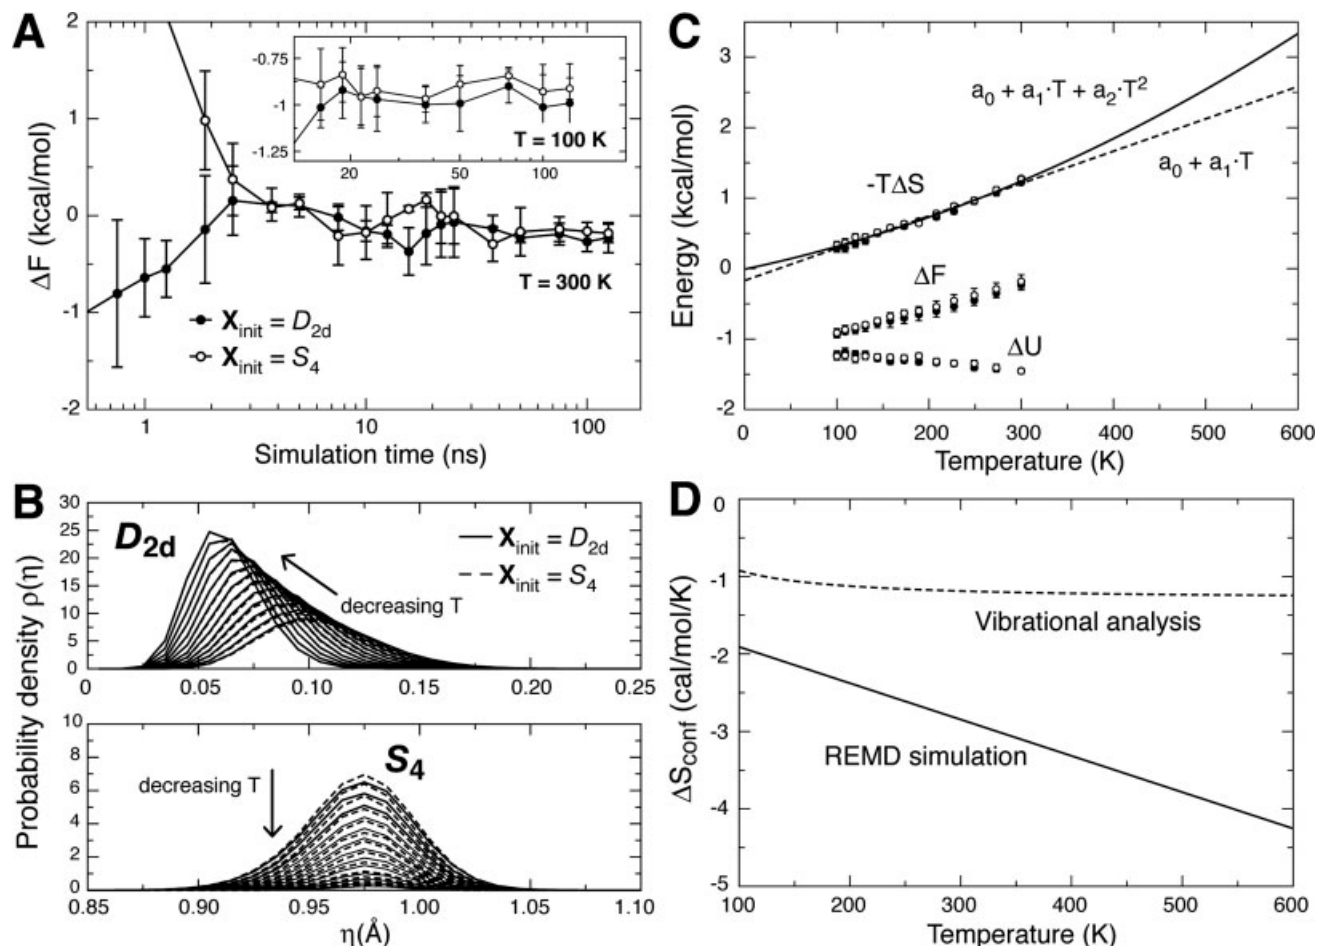 A
2
1
0
-1
-2
ΔF (kcal/mol)
-0.75
-1
-1.25
T = 100 K
20
50
100
T = 300 K
X_init = D_2d
X_init = S_4
1
10
100
Simulation time (ns)
B
30
25
20
15
10
5
0
D_2d
X_init = D_2d
X_init = S_4
decreasing T
0
0.05
0.10
0.15
0.20
0.25
Probability density ρ(η)
10
8
6
4
2
0
S_4
decreasing T
0.85
0.90
0.95
1.00
1.05
1.10
η(Å)
C
3
2
1
0
-1
-2
Energy (kcal/mol)
a_0 + a_1·T + a_2·T^2
a_0 + a_1·T
-TΔS
ΔF
ΔU
0
100
200
300
400
500
600
Temperature (K)
D
0
-1
-2
-3
-4
-5
ΔS_conf (cal/mol/K)
Vibrational analysis
REMD simulation
100
200
300
400
500
600
Temperature (K)